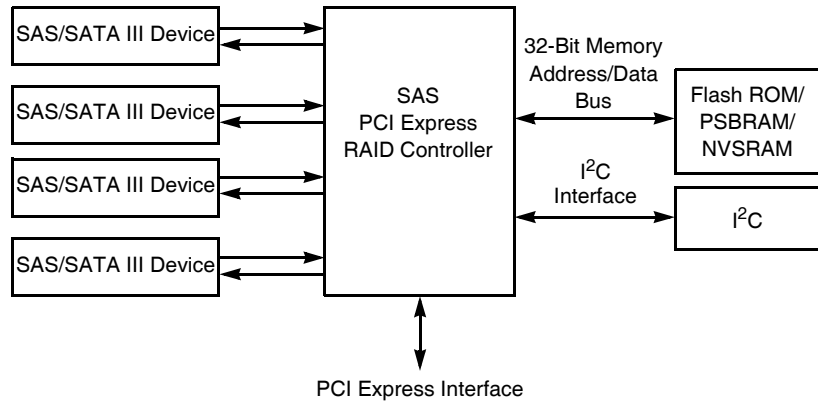 SAS/SATA III Device
SAS/SATA III Device
SAS/SATA III Device
SAS/SATA III Device
SAS
PCI Express
RAID Controller
32-Bit Memory
Address/Data
Bus
Flash ROM/
PSBRAM/
NVSRAM
I²C
Interface
I²C
PCI Express Interface